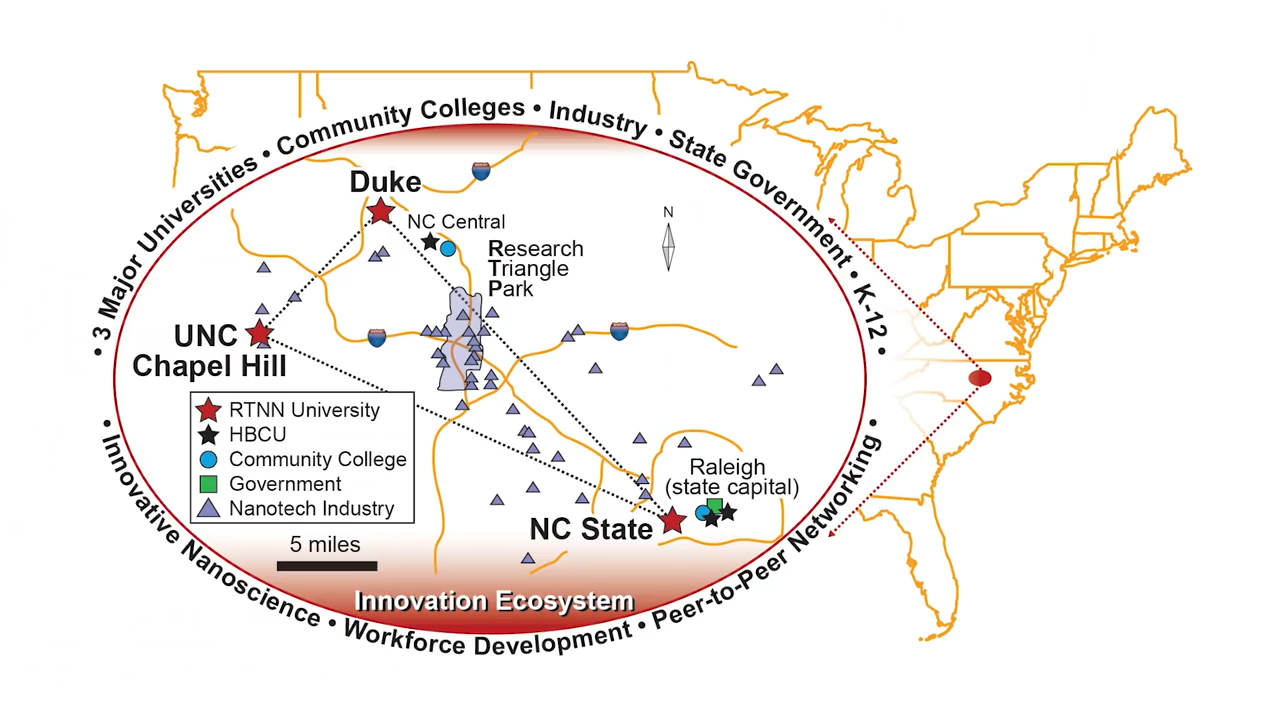 • 3 Major Universities • Community Colleges • Industry • State Government • K-12 •
Duke
NC Central
N
Research
Triangle
Park
UNC
Chapel Hill
RTNN University
HBCU
Community College
Government
Nanotech Industry
Raleigh
(state capital)
NC State
5 miles
Innovation Ecosystem
• Innovative Nanoscience • Workforce Development • Peer-to-Peer Networking •